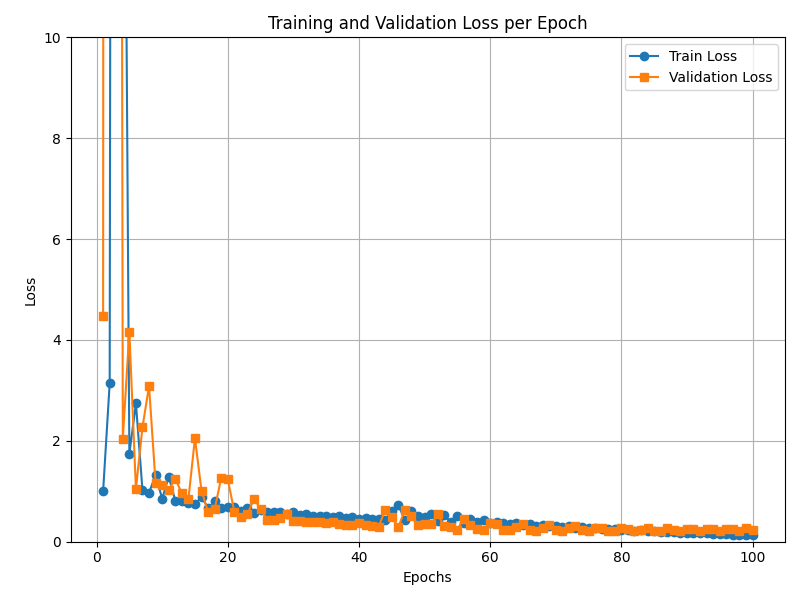 Training and Validation Loss per Epoch
Train Loss
Validation Loss
Loss
10
8
6
4
2
0
0 20 40 60 80 100
Epochs